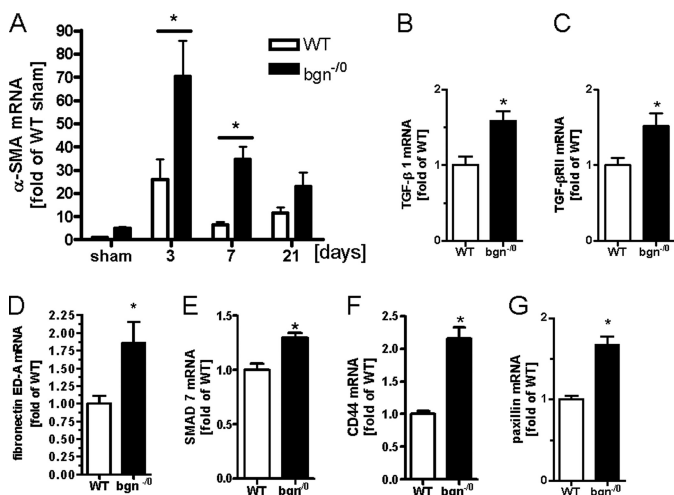 A
α-SMA mRNA
[fold of WT sham]
90
80
70
60
50
40
30
20
10
0
*
*
WT
bgn-/0
sham 3 7 21 [days]
B
TGF-β 1 mRNA
[fold of WT]
2
1
0
*
WT bgn-/0
C
TGF-βRII mRNA
[fold of WT]
2
1
0
*
WT bgn-/0
D
fibronectin ED-A mRNA
[fold of WT]
2.25
2.00
1.75
1.50
1.25
1.00
0.75
0.50
0.25
0.00
*
WT bgn-/0
E
SMAD 7 mRNA
[fold of WT]
1.5
1.0
0.5
0.0
*
WT bgn-/0
F
CD44 mRNA
[fold of WT]
2.5
2.0
1.5
1.0
0.5
0.0
*
WT bgn-/0
G
paxillin mRNA
[fold of WT]
2
1
0
*
WT bgn-/0